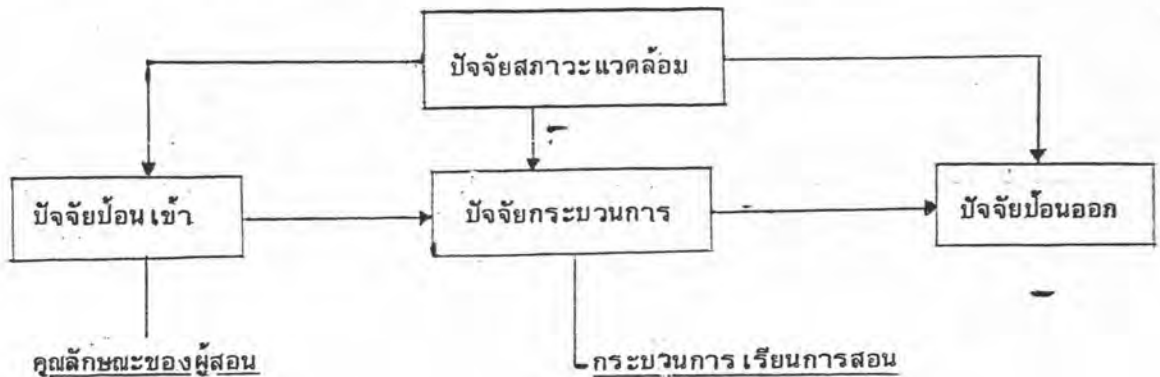 ปัจจัยสภาวะแวดล้อม
ปัจจัยป้อนเข้า
ปัจจัยกระบวนการ
ปัจจัยป้อนออก
คุณลักษณะของผู้สอน
กระบวนการเรียนการสอน